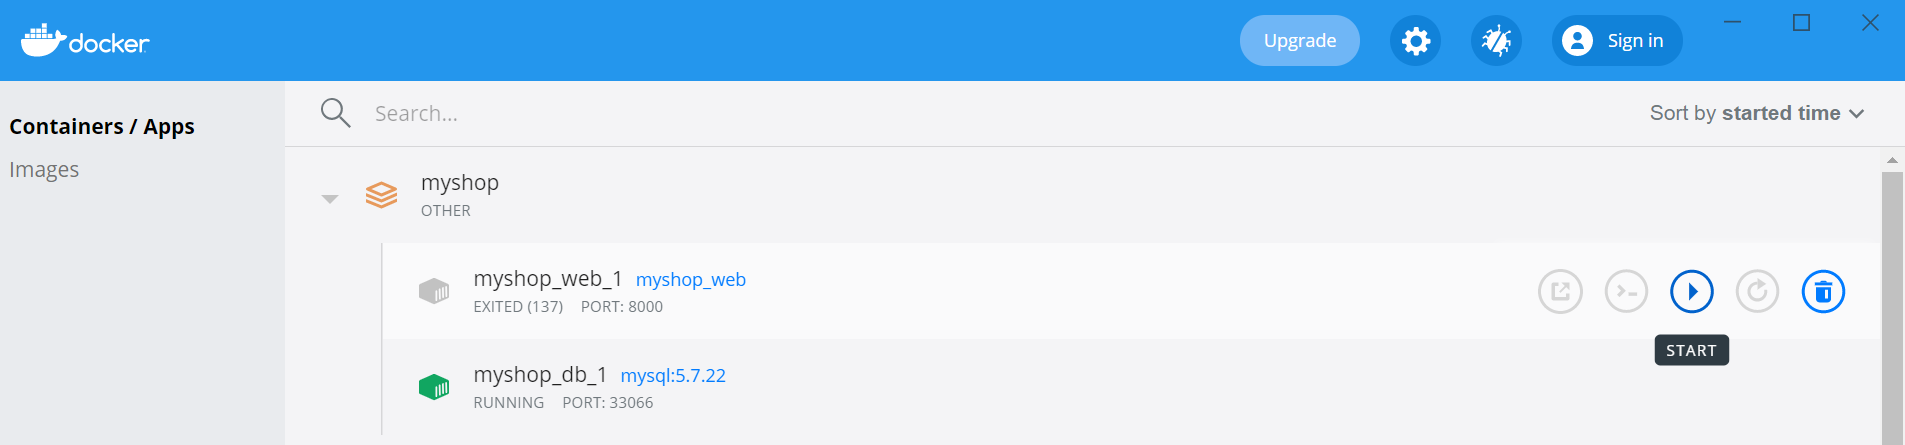 docker
Upgrade
Sign in
Containers / Apps
Images
Search...
Sort by started time
myshop
OTHER
myshop_web_1 myshop_web
EXITED (137) PORT: 8000
START
myshop_db_1 mysql:5.7.22
RUNNING PORT: 33066